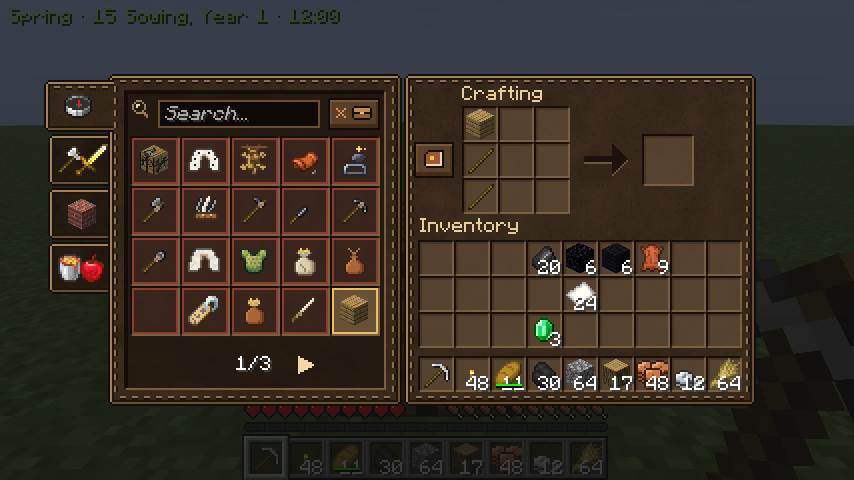 Spring · 15 Sowing, Year 1 · 12:00
Crafting
Search...
Inventory
20 6 6 9
24
3
1/3
48 11 30 64 17 48 12 64
48 11 30 64 17 48 12 64